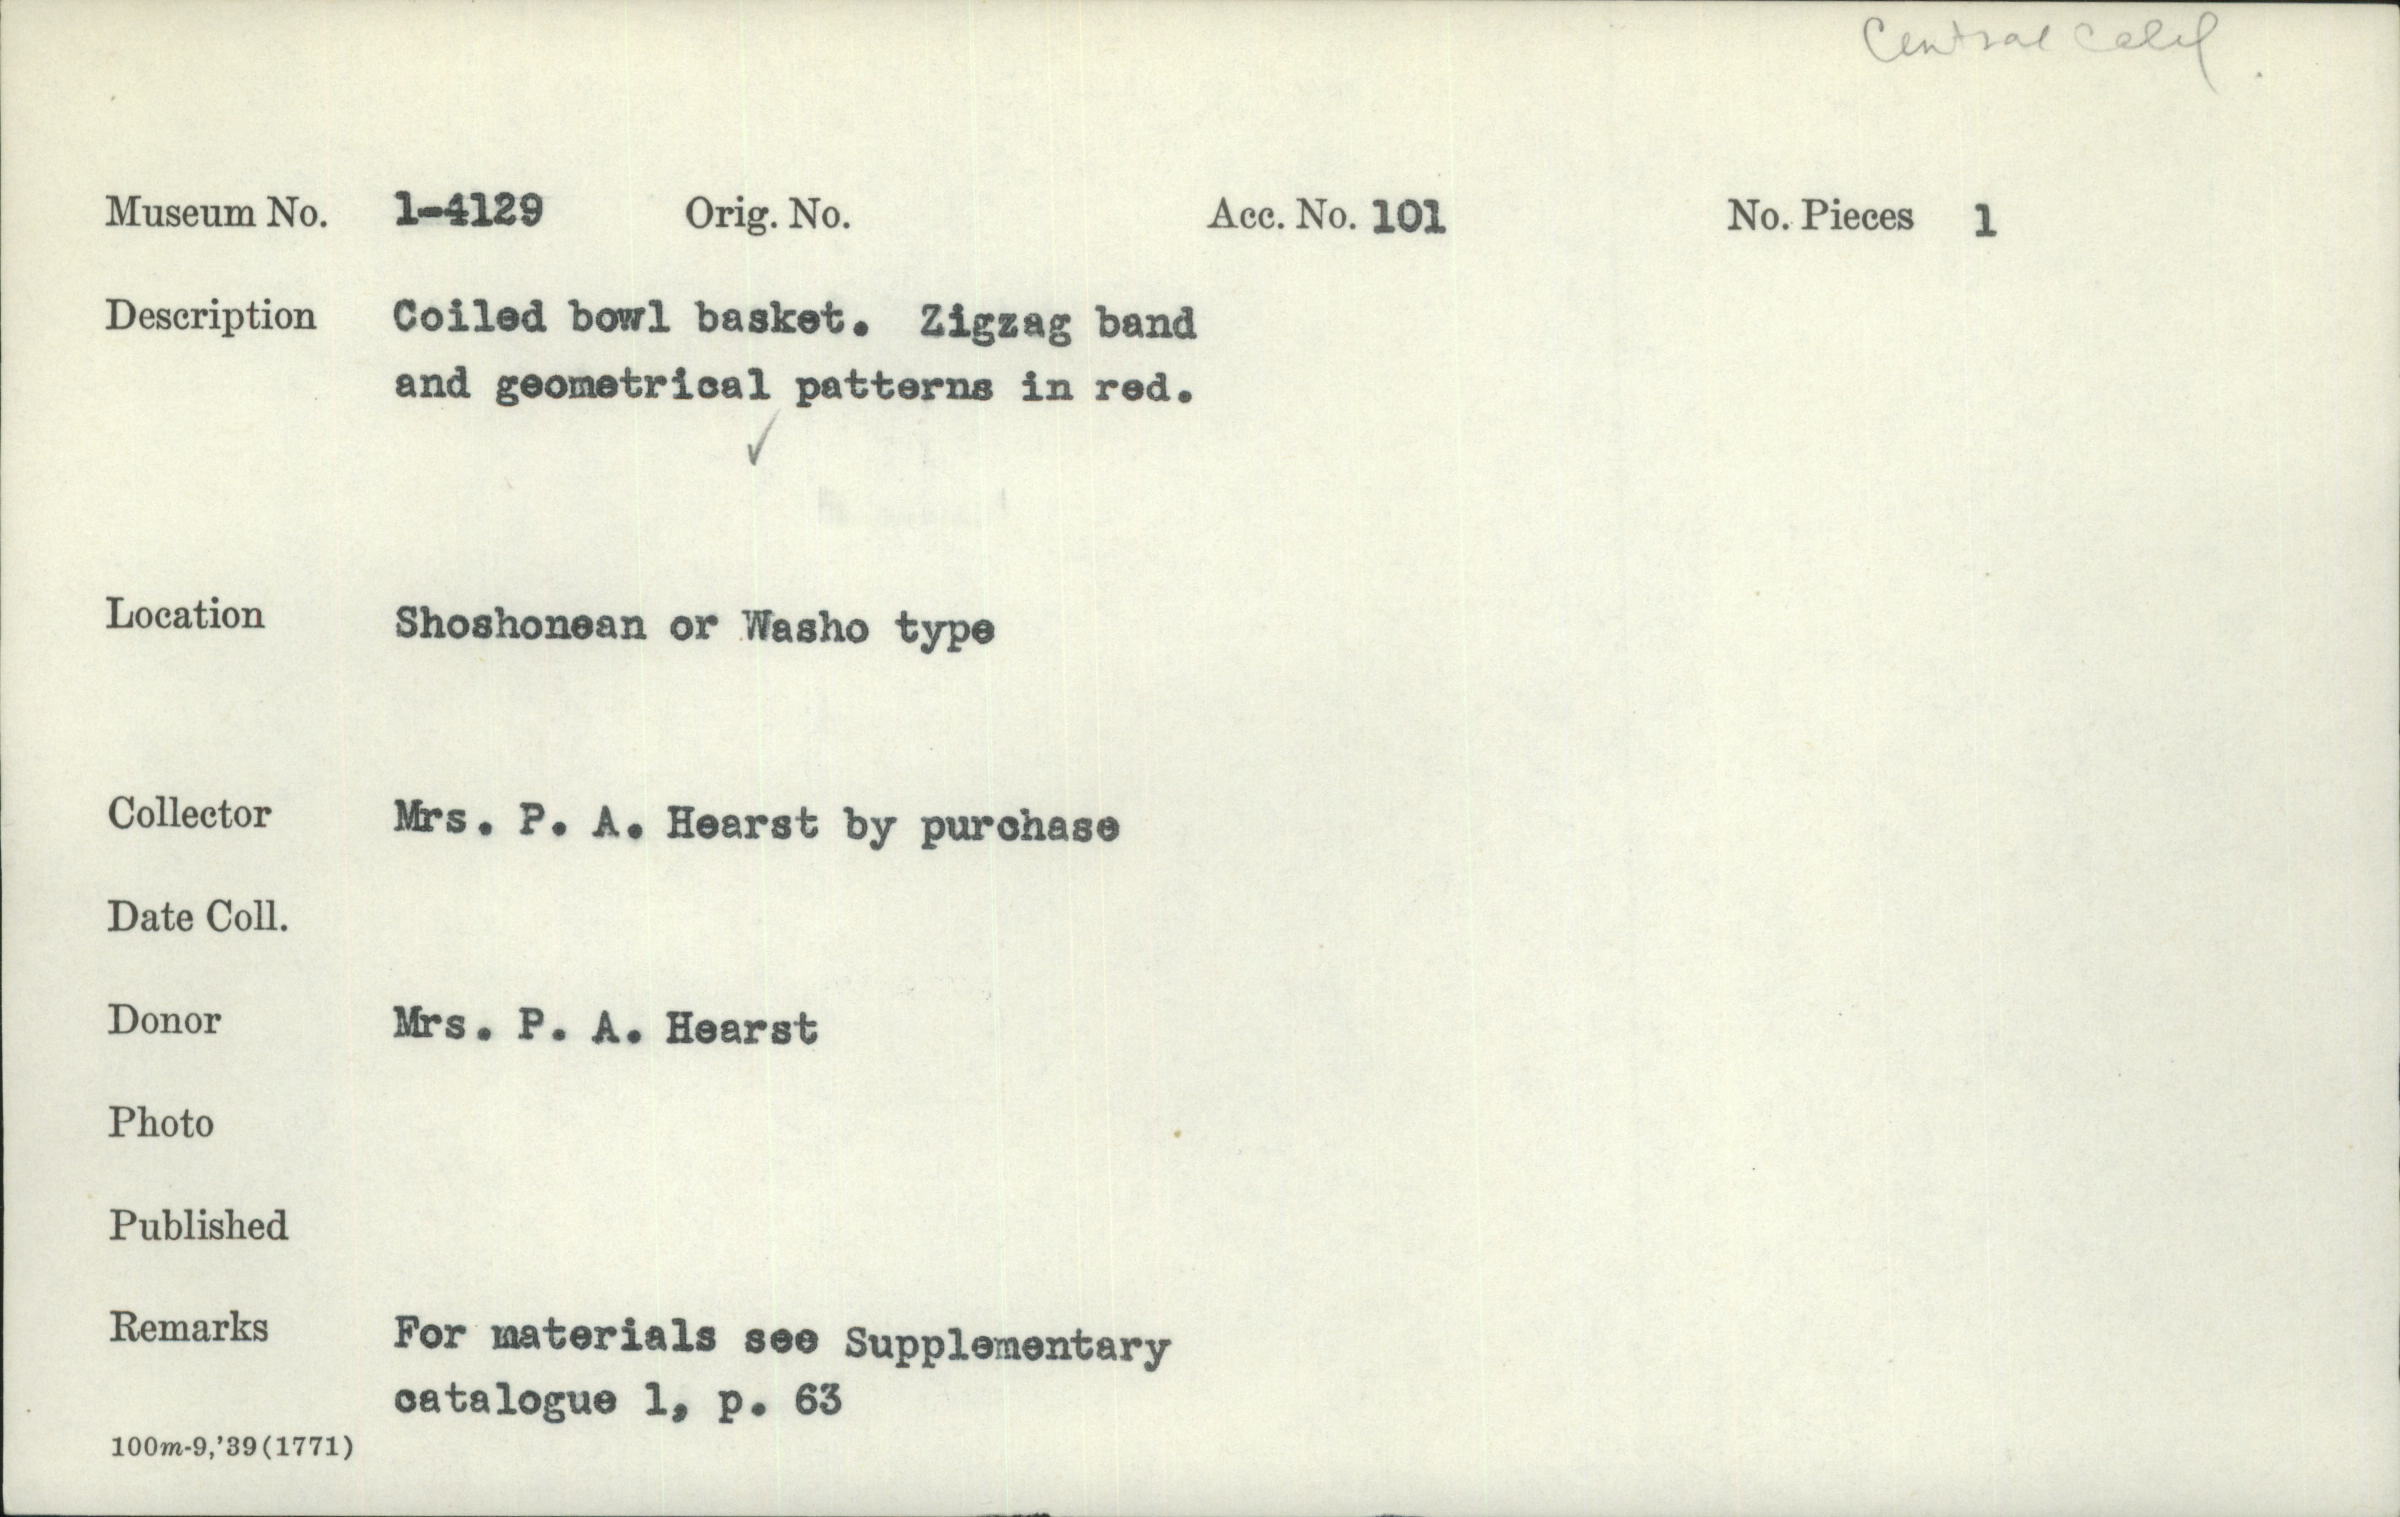 Central Calif.
Museum No. 1-4129 Orig. No. Acc. No. 101 No. Pieces 1
Description Coiled bowl basket. Zigzag band
and geometrical patterns in red.
Location Shoshonean or Washo type
Collector Mrs. P. A. Hearst by purchase
Date Coll.
Donor Mrs. P. A. Hearst
Photo
Published
Remarks For materials see Supplementary
catalogue 1, p. 63
100m-9,'39(1771)